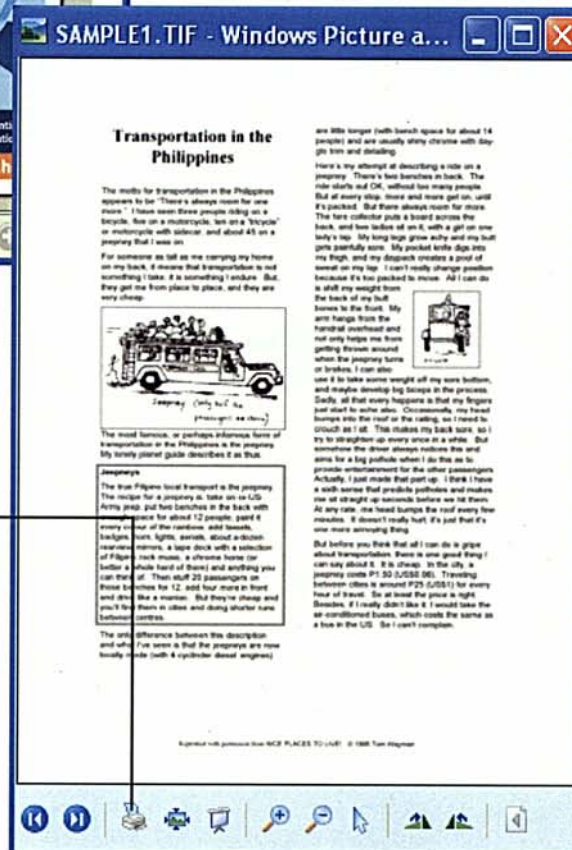 SAMPLE1.TIF - Windows Picture a...
Transportation in the
Philippines
The motto for transportation in the Philippines
appears to be "There's always room for one
more." I have seen three people riding on a
bicycle, five on a motorcycle, ten on a "tricycle"
or motorcycle with sidecar, and about 45 on a
jeepney that I was on.
For someone as tall as me carrying my home
on my back, it means that transportation is not
something I take, it is something I endure. But,
they get me from place to place, and they are
very cheap.
Jeepney (only half the
passengers are shown)
The most famous, or perhaps infamous form of
transportation in the Philippines is the jeepney.
My lonely planet guide describes it as thus:
Jeepneys
The true Filipino local transport is the jeepney.
The recipe for a jeepney is: take an ex-US
Army jeep, put two benches in the back with
enough space for about 12 people, paint it
every colour of the rainbow, add tassels,
badges, horn, lights, aerials, about a dozen
rearview mirrors, a tape deck with a selection
of Filipino rock music, a chrome horse (or
better a whole herd of them) and anything you
can think of. Then stuff 20 passengers on
those benches for 12, add four more in front
and drive like a maniac. But they're cheap and
you'll find them in cities and doing shorter runs
between centres.
The only difference between this description
and what I've seen is that the jeepneys are now
locally made (with 4 cyclinder diesel engines)
are little longer (with bench space for about 14
people) and are usually shiny chrome with day-
glo trim and detailing.
Here's my attempt at describing a ride on a
jeepney. There's two benches in back. The
ride starts out OK, without too many people.
But at every stop, more and more get on, until
it's packed. But there always room for more.
The fare collector puts a board across the
back, and two ladies sit on it, with a girl on one
lady's lap. My long legs grow achy and my butt
gets painfully sore. My pocket knife digs into
my thigh, and my daypack creates a pool of
sweat on my lap. I can't really change position
because it's too packed to move. All I can do
is shift my weight from
the back of my butt
bones to the front. My
arm hangs from the
handrail overhead and
not only helps me from
getting thrown around
when the jeepney turns
or brakes, I can also
use it to take some weight off my sore bottom,
and maybe develop big biceps in the process.
Sadly, all that every happens is that my fingers
just start to ache also. Occasionally, my head
bumps into the roof or the railing, so I need to
crouch as I sit. This makes my back sore, so I
try to straighten up every once in a while. But
somehow the driver always notices this and
aims for a big pothole when I do this as to
provide entertainment for the other passengers.
Actually, I just made that part up. I think I have
a sixth sense that predicts potholes and makes
me sit straight up seconds before we hit them.
At any rate, me head bumps the roof every few
minutes. It doesn't really hurt; it's just that it's
one more annoying thing.
But before you think that all I can do is gripe
about transportation, there is one good thing I
can say about it. It is cheap. In the city, a
jeepney costs P1.50 (US$0.06). Traveling
between cities is around P25 (US$1) for every
hour of travel. So at least the price is right.
Besides, if I really didn't like it, I would take the
air-conditioned buses, which costs the same as
a bus in the US. So I can't complain.
Reprinted with permission from NICE PLACES TO LIVE! © 1995 Tom Wagman